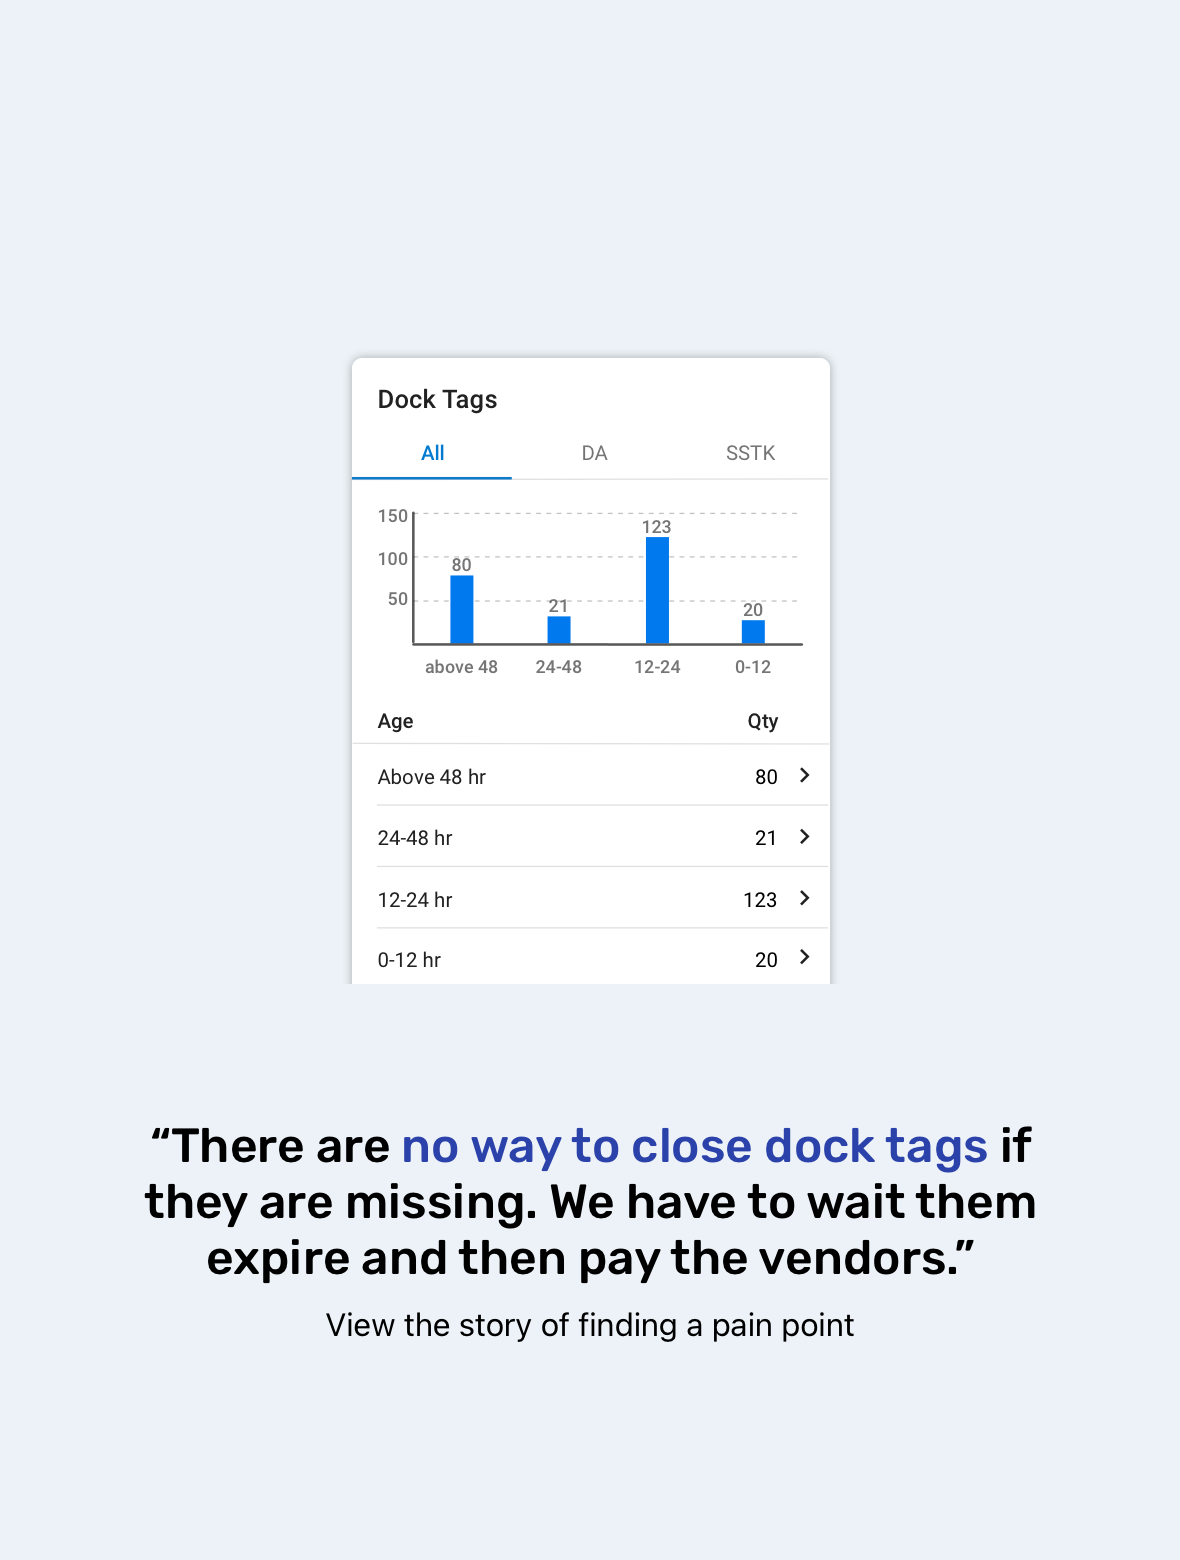 Dock Tags
All DA SSTK
150
123
100
80
50
21
20
above 48 24-48 12-24 0-12
Age Qty
Above 48 hr 80
24-48 hr 21
12-24 hr 123
0-12 hr 20
“There are no way to close dock tags if
they are missing. We have to wait them
expire and then pay the vendors.”
View the story of finding a pain point